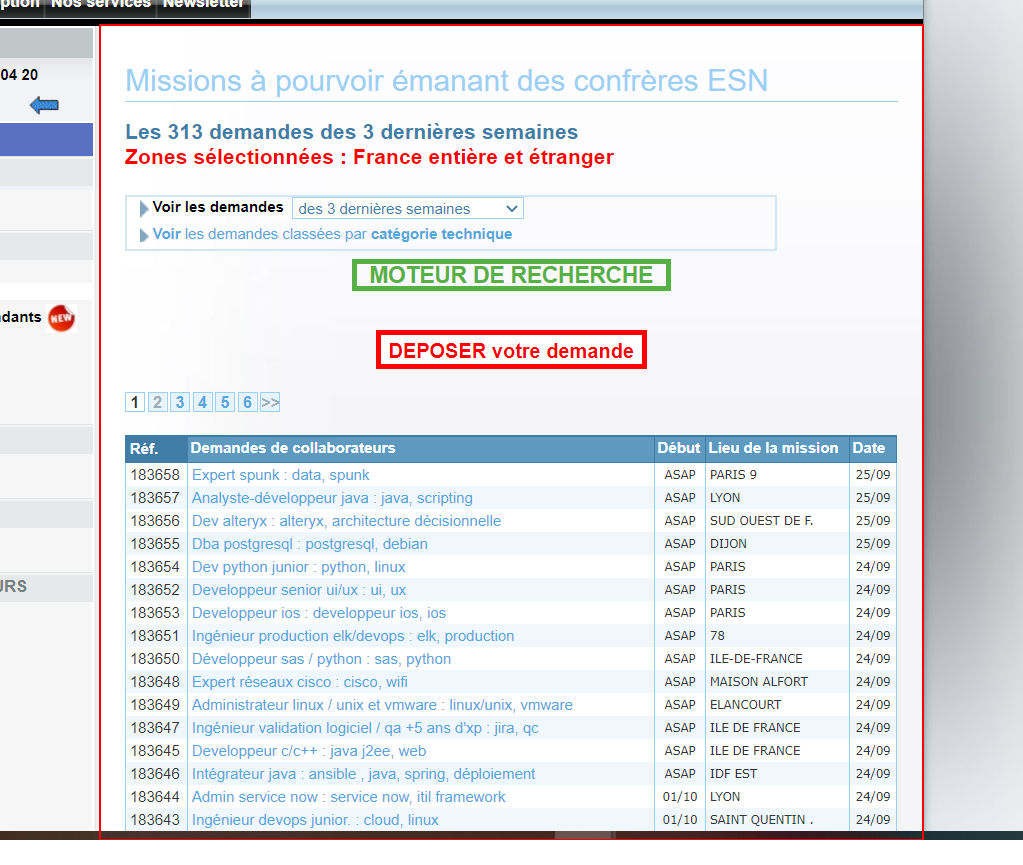 ption Nos services Newsletter
04 20
dants NEW
URS
Missions à pourvoir émanant des confrères ESN
Les 313 demandes des 3 dernières semaines
Zones sélectionnées : France entière et étranger
Voir les demandes des 3 dernières semaines
Voir les demandes classées par catégorie technique
MOTEUR DE RECHERCHE
DEPOSER votre demande
1 2 3 4 5 6 >>
Réf. Demandes de collaborateurs Début Lieu de la mission Date
183658 Expert spunk : data, spunk ASAP PARIS 9 25/09
183657 Analyste-développeur java : java, scripting ASAP LYON 25/09
183656 Dev alteryx : alteryx, architecture décisionnelle ASAP SUD OUEST DE F. 25/09
183655 Dba postgresql : postgresql, debian ASAP DIJON 25/09
183654 Dev python junior : python, linux ASAP PARIS 24/09
183652 Developpeur senior ui/ux : ui, ux ASAP PARIS 24/09
183653 Developpeur ios : developpeur ios, ios ASAP PARIS 24/09
183651 Ingénieur production elk/devops : elk, production ASAP 78 24/09
183650 Développeur sas / python : sas, python ASAP ILE-DE-FRANCE 24/09
183648 Expert réseaux cisco : cisco, wifi ASAP MAISON ALFORT 24/09
183649 Administrateur linux / unix et vmware : linux/unix, vmware ASAP ELANCOURT 24/09
183647 Ingénieur validation logiciel / qa +5 ans d'xp : jira, qc ASAP ILE DE FRANCE 24/09
183645 Developpeur c/c++ : java j2ee, web ASAP ILE DE FRANCE 24/09
183646 Intégrateur java : ansible , java, spring, déploiement ASAP IDF EST 24/09
183644 Admin service now : service now, itil framework 01/10 LYON 24/09
183643 Ingénieur devops junior. : cloud, linux 01/10 SAINT QUENTIN . 24/09